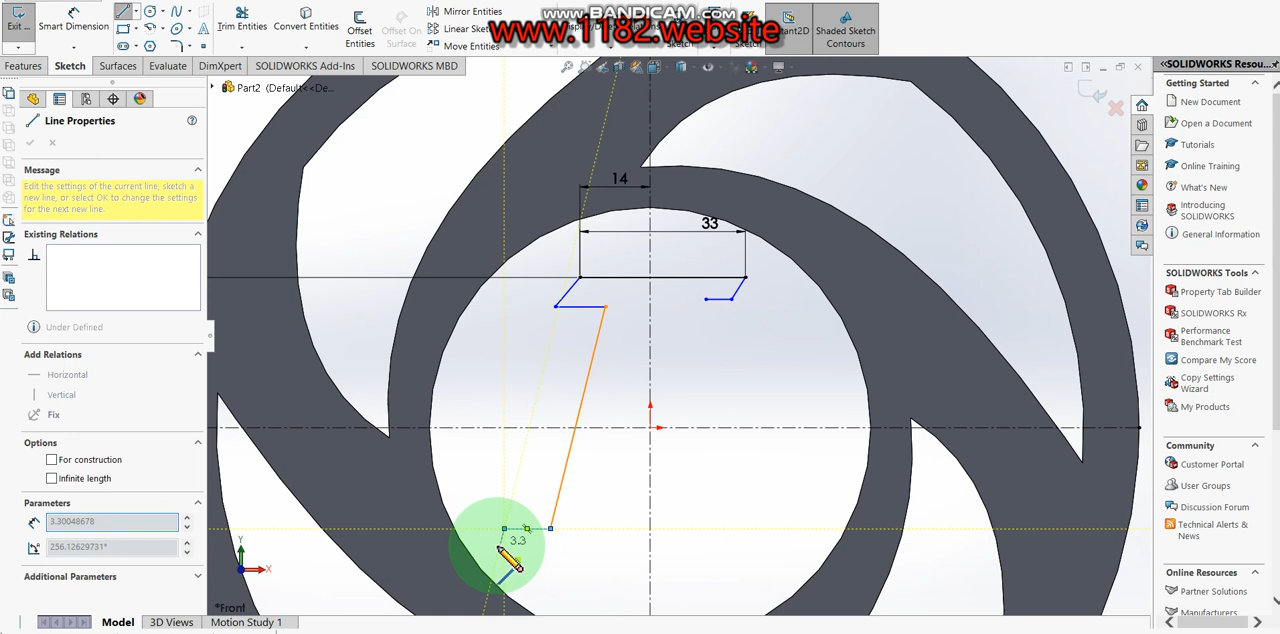 www.BANDICAM.com
www.1182.website
Exit ...
Smart Dimension
Trim Entities
Convert Entities
Offset Entities
Offset On Surface
Mirror Entities
Linear Sketch
Move Entities
Instant2D
Shaded Sketch Contours
Features
Sketch
Surfaces
Evaluate
DimXpert
SOLIDWORKS Add-Ins
SOLIDWORKS MBD
Part2 (Default<<De...
Line Properties
Message
Edit the settings of the current line, sketch a
new line, or select OK to change the settings
for the next new line.
Existing Relations
Under Defined
Add Relations
Horizontal
Vertical
Fix
Options
For construction
Infinite length
Parameters
3.30048678
256.12629731°
Additional Parameters
14
33
3.3
Y
X
*Front
Model
3D Views
Motion Study 1
SOLIDWORKS Resou...
Getting Started
New Document
Open a Document
Tutorials
Online Training
What's New
Introducing
SOLIDWORKS
General Information
SOLIDWORKS Tools
Property Tab Builder
SOLIDWORKS Rx
Performance
Benchmark Test
Compare My Score
Copy Settings
Wizard
My Products
Community
Customer Portal
User Groups
Discussion Forum
Technical Alerts &
News
Online Resources
Partner Solutions
Manufacturers